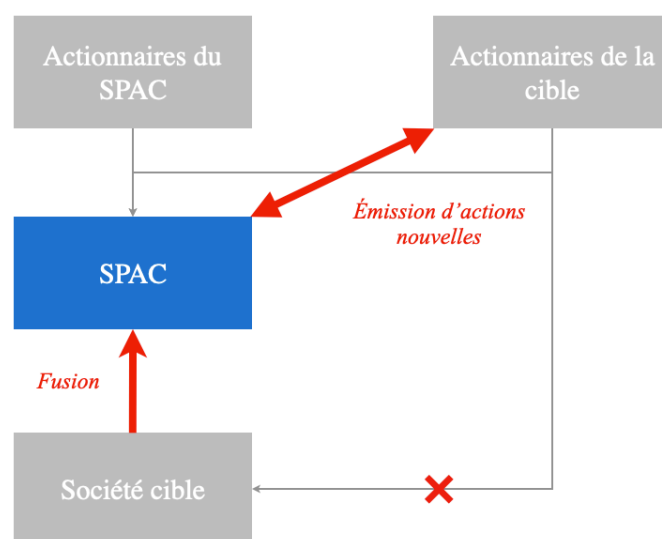 Actionnaires du
SPAC
Actionnaires de la
cible
Émission d’actions
nouvelles
SPAC
Fusion
Société cible